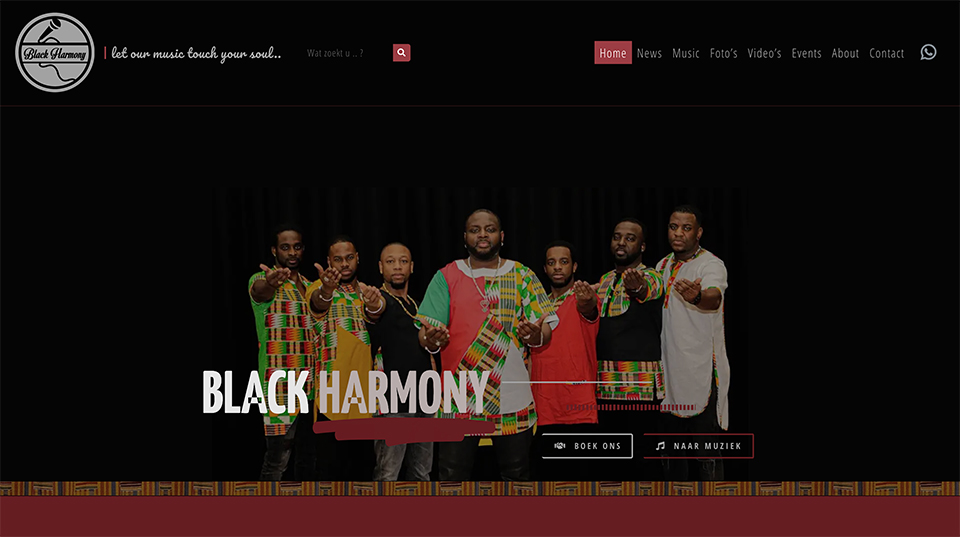 Black Harmony
let our music touch your soul..
Wat zoekt u ... ?
Home
News
Music
Foto's
Video's
Events
About
Contact
BLACK HARMONY
BOEK ONS
NAAR MUZIEK